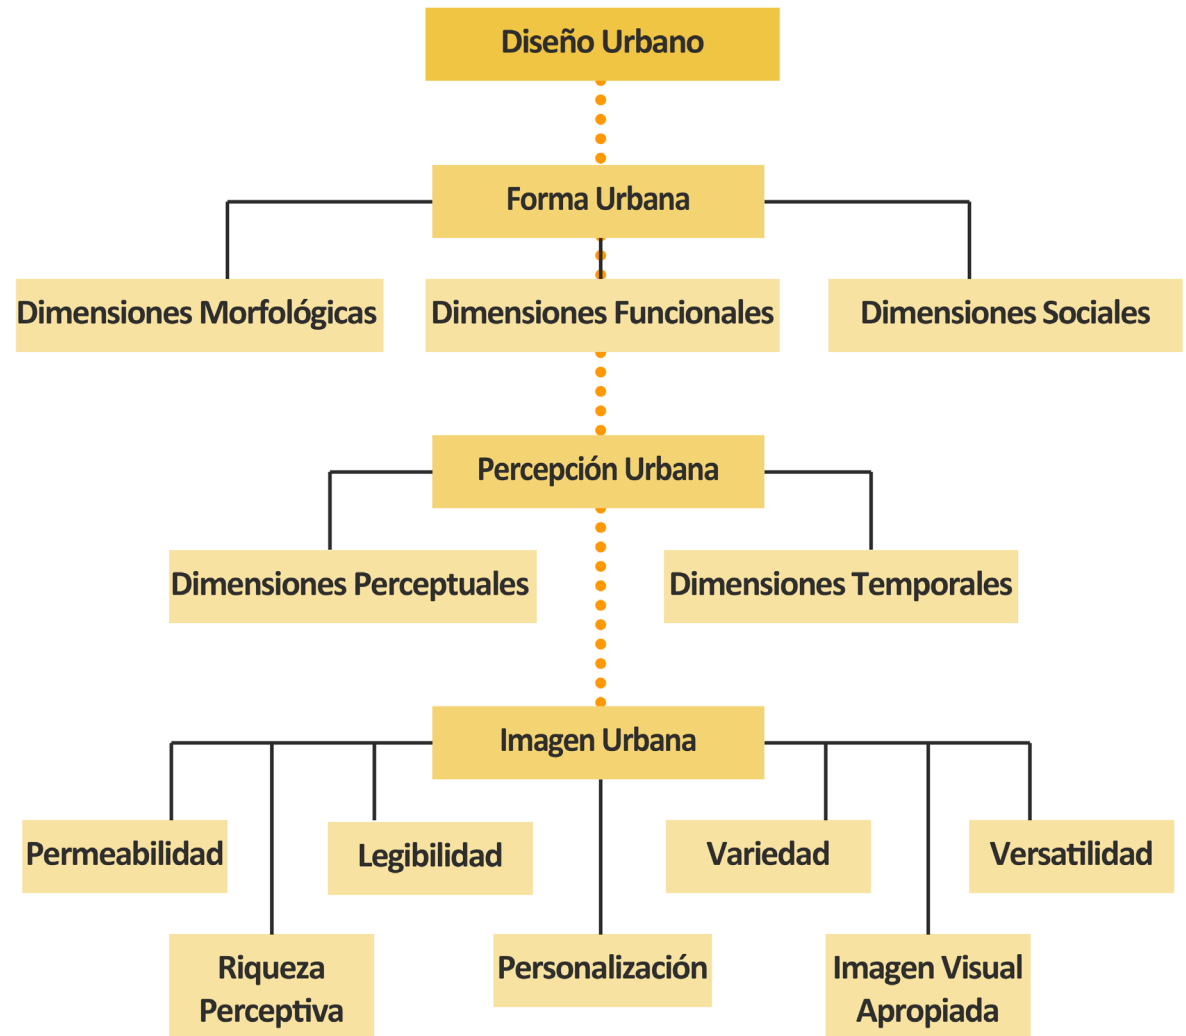 Diseño Urbano
Forma Urbana
Dimensiones Morfológicas
Dimensiones Funcionales
Dimensiones Sociales
Percepción Urbana
Dimensiones Perceptuales
Dimensiones Temporales
Imagen Urbana
Permeabilidad
Legibilidad
Variedad
Versatilidad
Riqueza
Perceptiva
Personalización
Imagen Visual
Apropiada